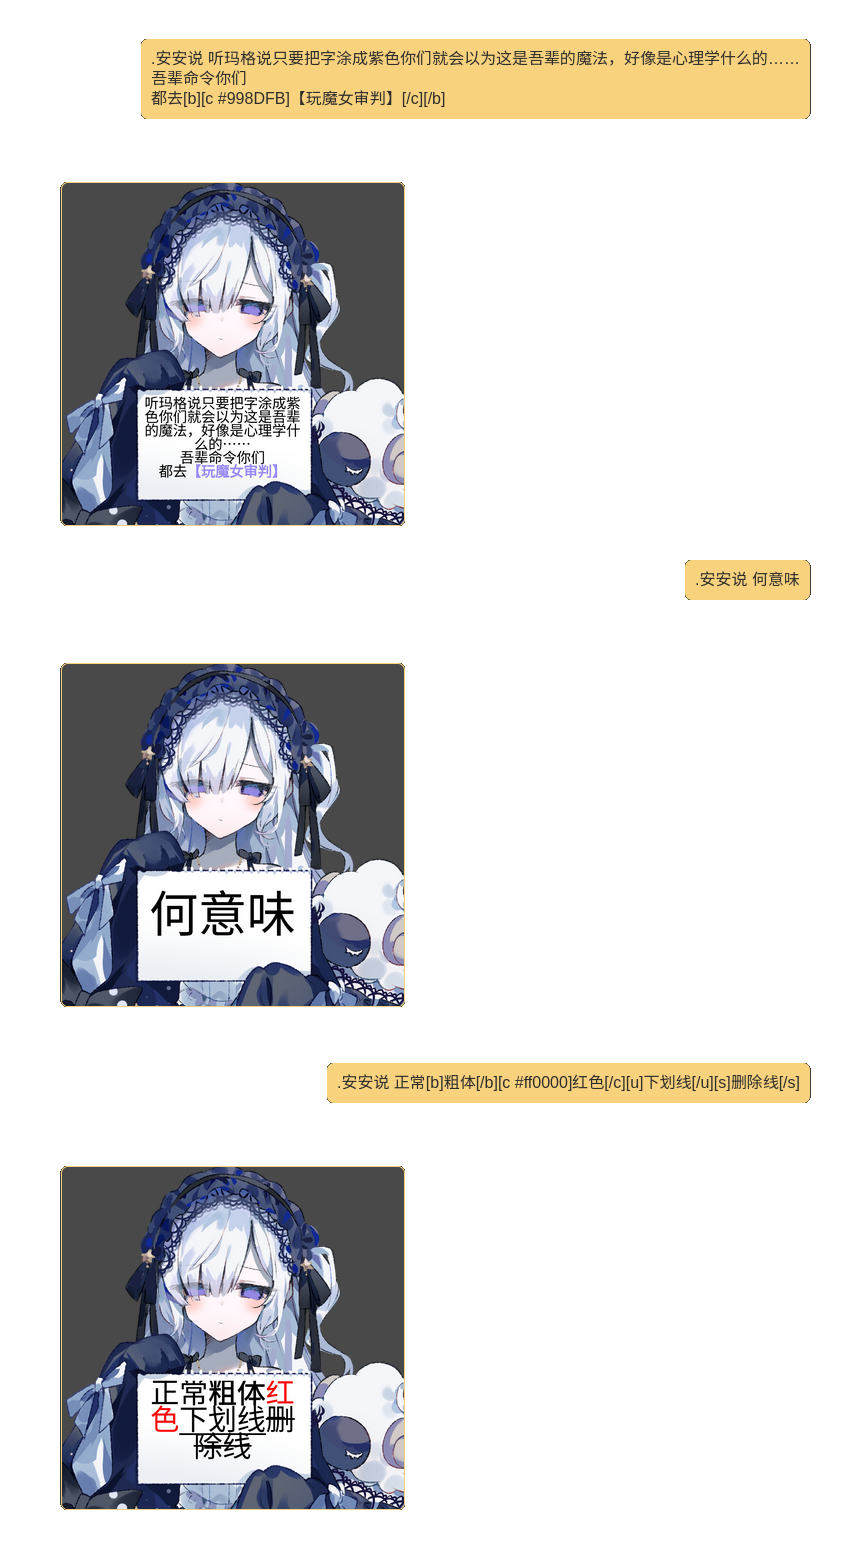 .安安说 听玛格说只要把字涂成紫色你们就会以为这是吾辈的魔法，好像是心理学什么的……
吾辈命令你们
都去[b][c #998DFB]【玩魔女审判】[/c][/b]
听玛格说只要把字涂成紫
色你们就会以为这是吾辈
的魔法，好像是心理学什
么的……
吾辈命令你们
都去【玩魔女审判】
.安安说 何意味
何意味
.安安说 正常[b]粗体[/b][c #ff0000]红色[/c][u]下划线[/u][s]删除线[/s]
正常粗体红
色下划线删
除线